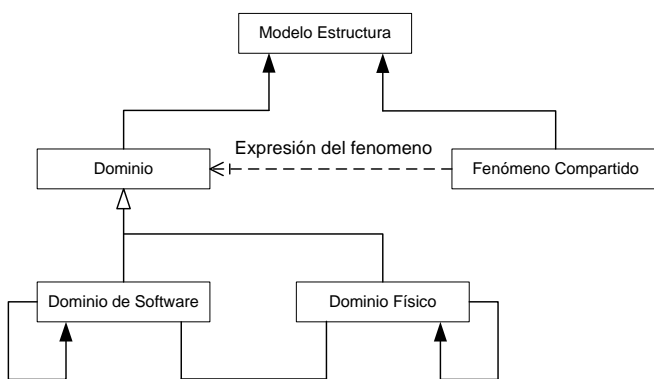 Modelo Estructura
Expresión del fenomeno
Dominio
Fenómeno Compartido
Dominio de Software
Dominio Físico